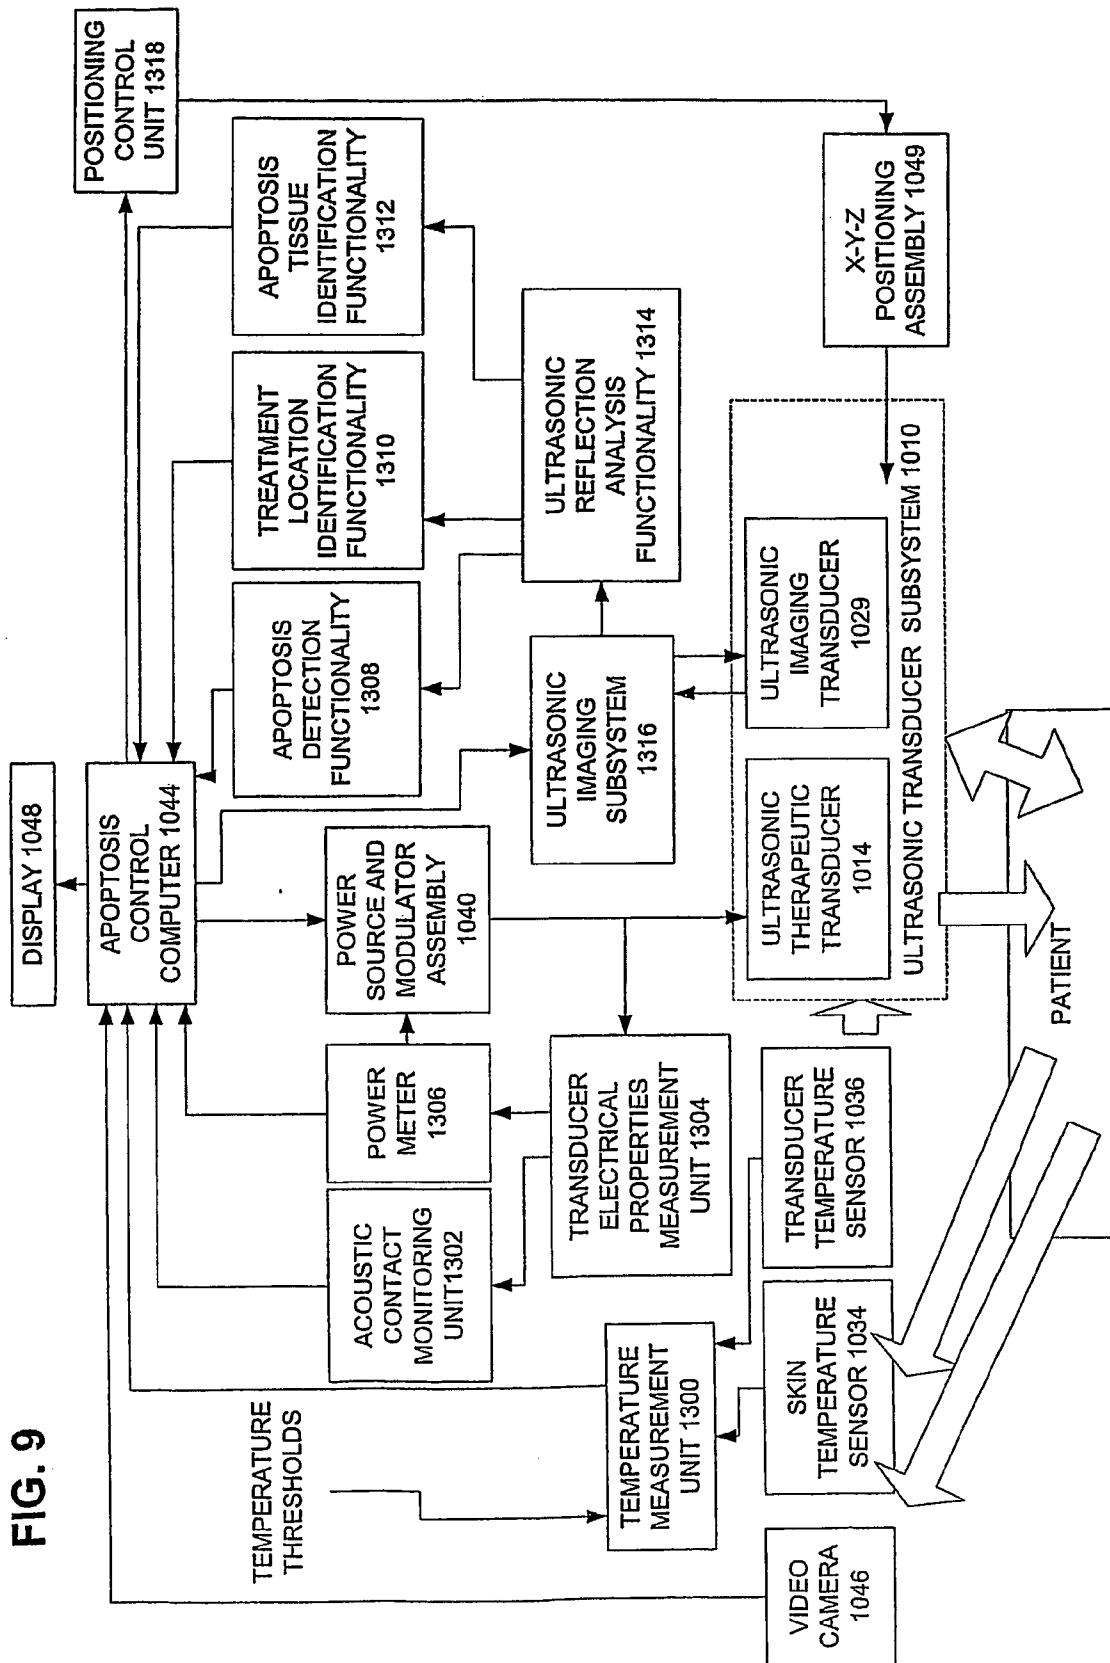 FIG. 9
DISPLAY 1048
APOPTOSIS
CONTROL
COMPUTER 1044
POSITIONING
CONTROL
UNIT 1318
TEMPERATURE
THRESHOLDS
ACOUSTIC
CONTACT
MONITORING
UNIT1302
POWER
METER
1306
POWER
SOURCE AND
MODULATOR
ASSEMBLY
1040
APOPTOSIS
DETECTION
FUNCTIONALITY
1308
TREATMENT
LOCATION
IDENTIFICATION
FUNCTIONALITY
1310
APOPTOSIS
TISSUE
IDENTIFICATION
FUNCTIONALITY
1312
TEMPERATURE
MEASUREMENT
UNIT 1300
TRANSDUCER
ELECTRICAL
PROPERTIES
MEASUREMENT
UNIT 1304
ULTRASONIC
IMAGING
SUBSYSTEM
1316
ULTRASONIC
REFLECTION
ANALYSIS
FUNCTIONALITY 1314
VIDEO
CAMERA
1046
SKIN
TEMPERATURE
SENSOR 1034
TRANSDUCER
TEMPERATURE
SENSOR 1036
ULTRASONIC
THERAPEUTIC
TRANSDUCER
1014
ULTRASONIC
IMAGING
TRANSDUCER
1029
ULTRASONIC TRANSDUCER SUBSYSTEM 1010
X-Y-Z
POSITIONING
ASSEMBLY 1049
PATIENT